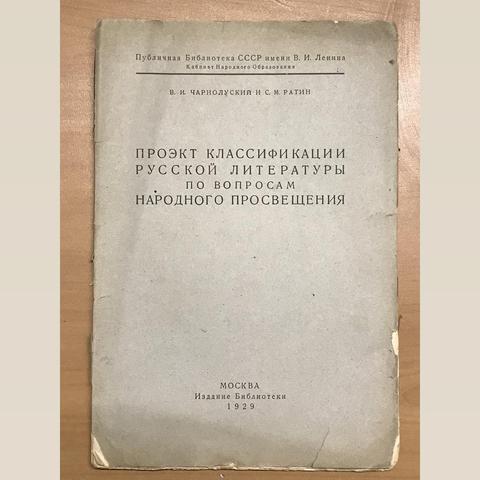 Публичная Библиотека СССР имени В. И. Ленина
Кабинет Народного Образования
В. И. ЧАРНОЛУСКИЙ И С. М. РАТИН
ПРОЭКТ КЛАССИФИКАЦИИ
РУССКОЙ ЛИТЕРАТУРЫ
ПО ВОПРОСАМ
НАРОДНОГО ПРОСВЕЩЕНИЯ
МОСКВА
Издание Библиотеки
1929